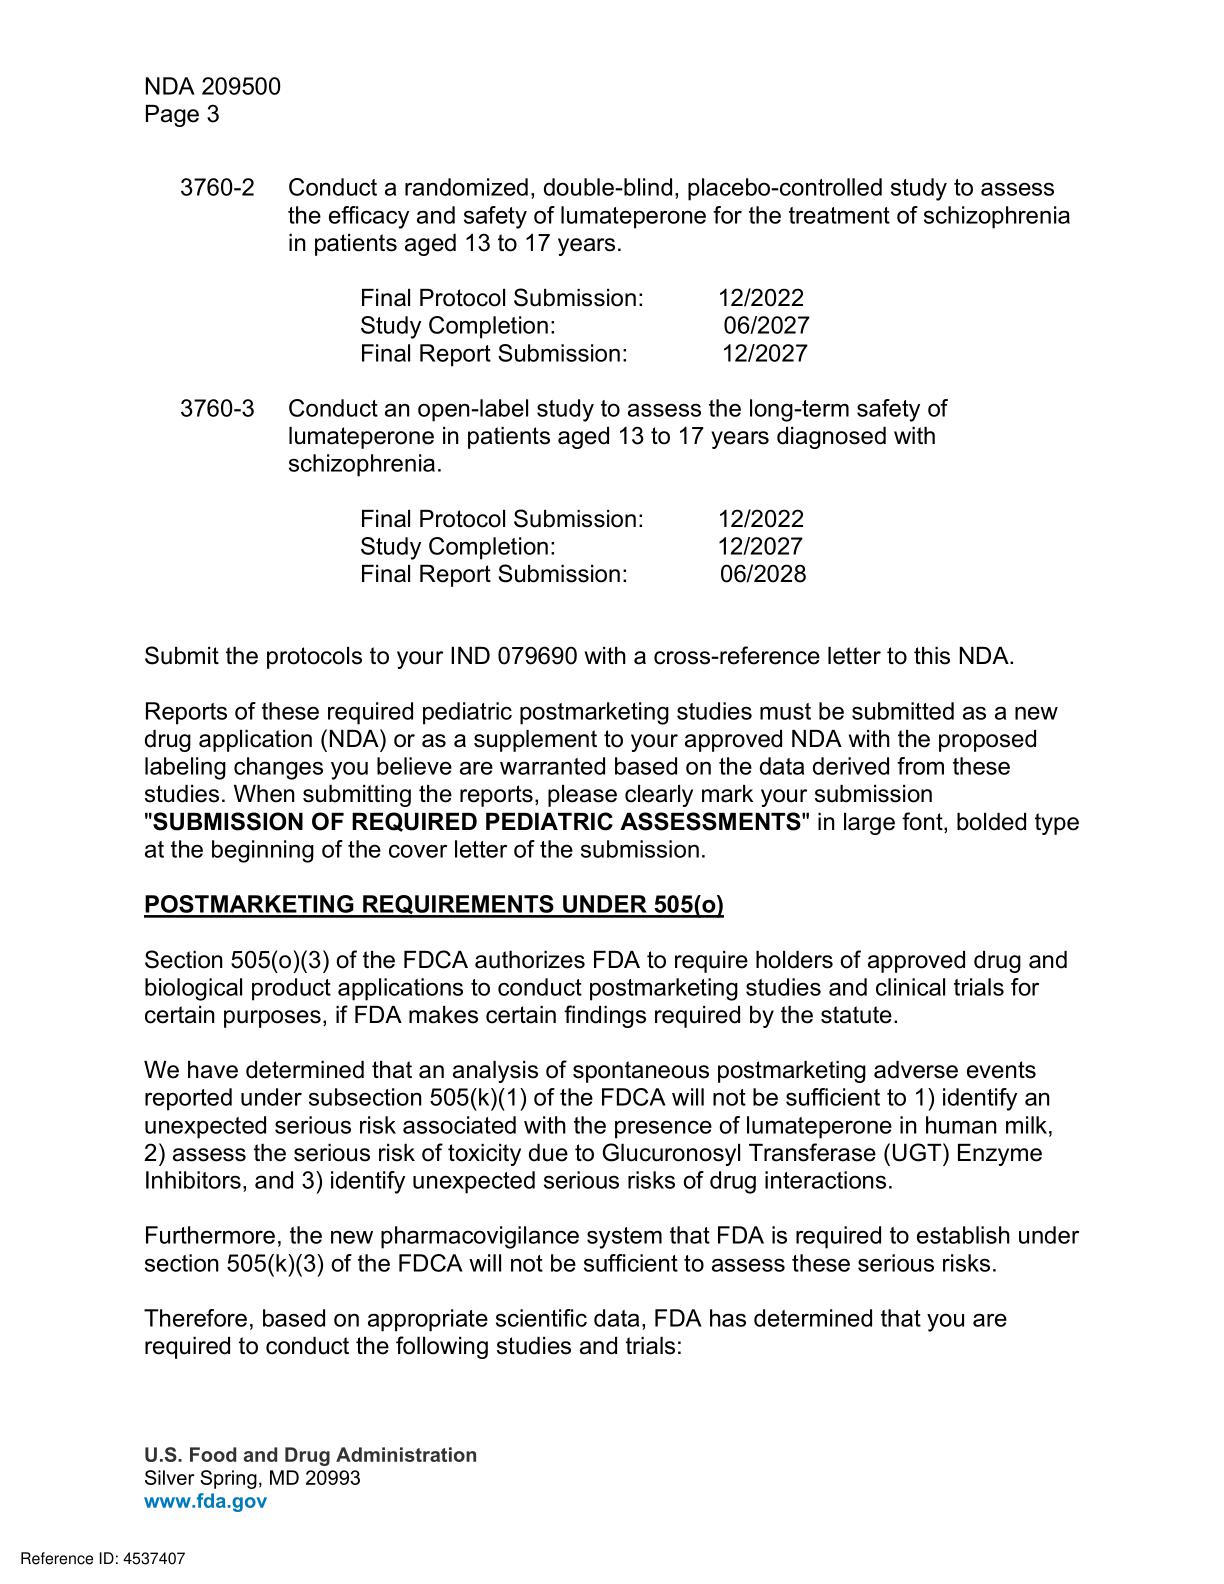 NDA 209500
Page 3
3760-2 Conduct a randomized, double-blind, placebo-controlled study to assess
the efficacy and safety of lumateperone for the treatment of schizophrenia
in patients aged 13 to 17 years.
Final Protocol Submission: 12/2022
Study Completion: 06/2027
Final Report Submission: 12/2027
3760-3 Conduct an open-label study to assess the long-term safety of
lumateperone in patients aged 13 to 17 years diagnosed with
schizophrenia.
Final Protocol Submission: 12/2022
Study Completion: 12/2027
Final Report Submission: 06/2028
Submit the protocols to your IND 079690 with a cross-reference letter to this NDA.
Reports of these required pediatric postmarketing studies must be submitted as a new
drug application (NDA) or as a supplement to your approved NDA with the proposed
labeling changes you believe are warranted based on the data derived from these
studies. When submitting the reports, please clearly mark your submission
"SUBMISSION OF REQUIRED PEDIATRIC ASSESSMENTS" in large font, bolded type
at the beginning of the cover letter of the submission.
POSTMARKETING REQUIREMENTS UNDER 505(o)
Section 505(o)(3) of the FDCA authorizes FDA to require holders of approved drug and
biological product applications to conduct postmarketing studies and clinical trials for
certain purposes, if FDA makes certain findings required by the statute.
We have determined that an analysis of spontaneous postmarketing adverse events
reported under subsection 505(k)(1) of the FDCA will not be sufficient to 1) identify an
unexpected serious risk associated with the presence of lumateperone in human milk,
2) assess the serious risk of toxicity due to Glucuronosyl Transferase (UGT) Enzyme
Inhibitors, and 3) identify unexpected serious risks of drug interactions.
Furthermore, the new pharmacovigilance system that FDA is required to establish under
section 505(k)(3) of the FDCA will not be sufficient to assess these serious risks.
Therefore, based on appropriate scientific data, FDA has determined that you are
required to conduct the following studies and trials:
U.S. Food and Drug Administration
Silver Spring, MD 20993
www.fda.gov
Reference ID: 4537407